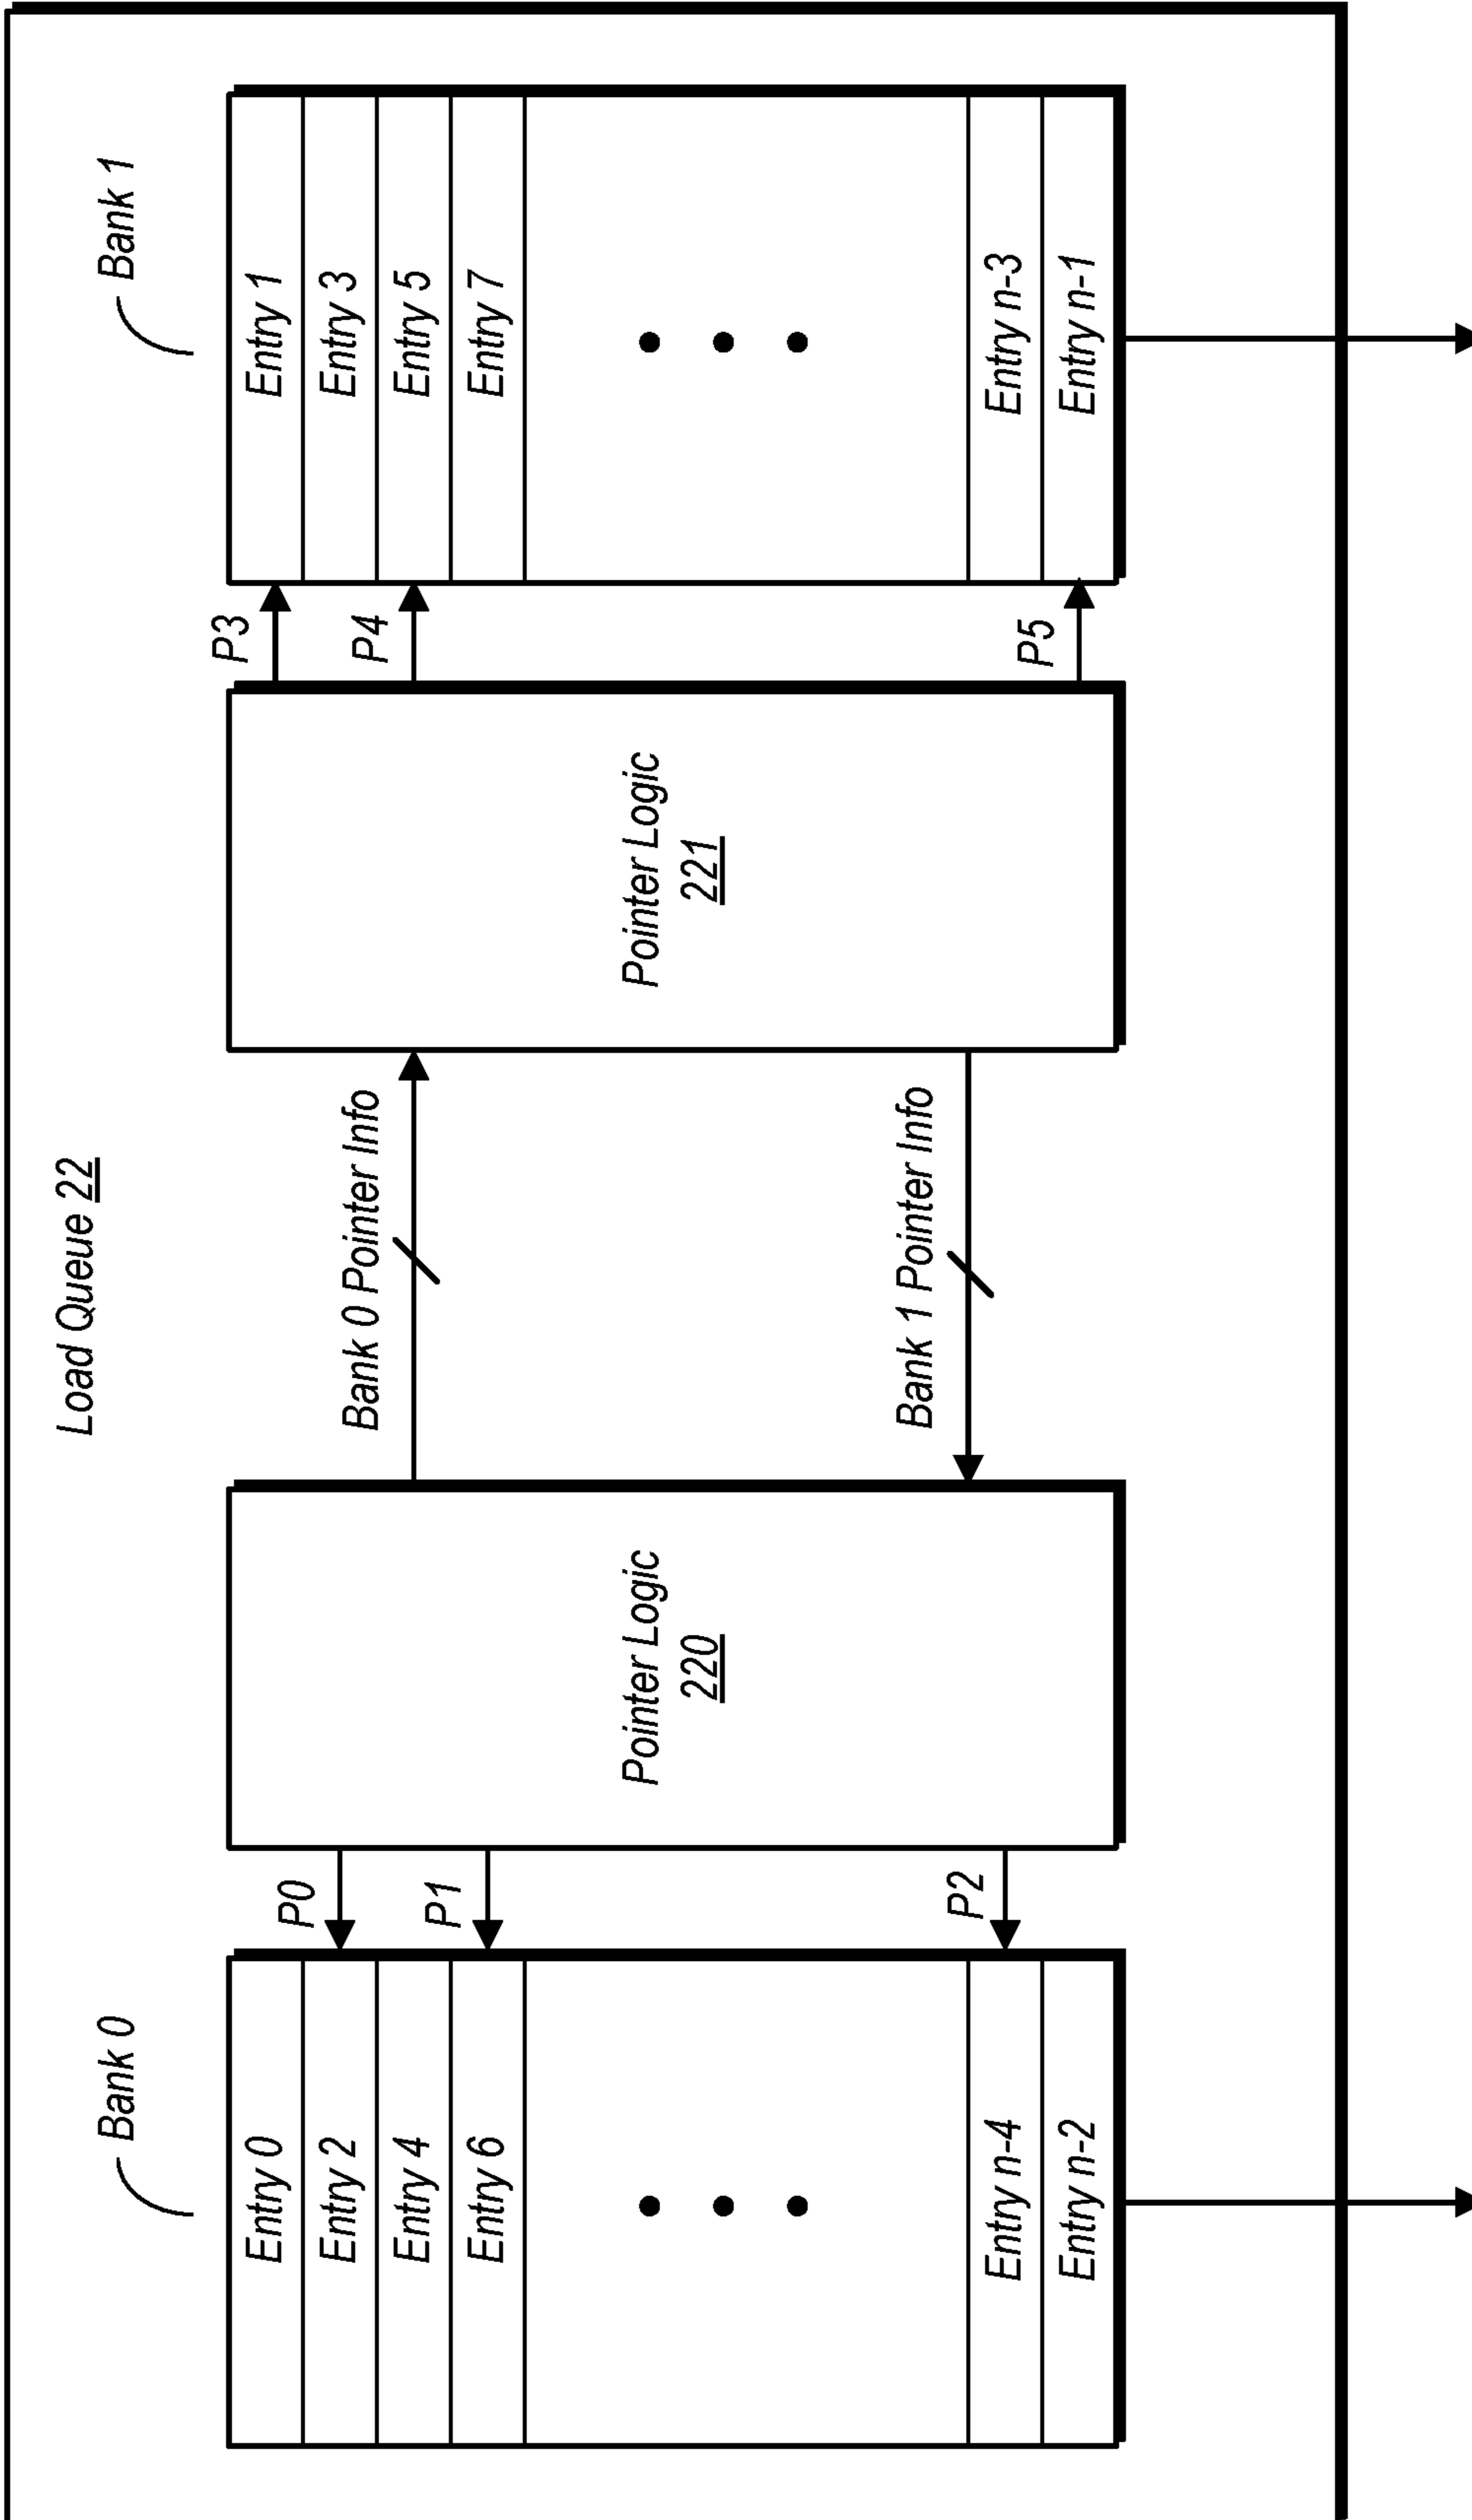 Load Queue 22
Bank 0
Bank 1
Entry 0
Entry 2
Entry 4
Entry 6
Entry n-4
Entry n-2
P0
P1
P2
Pointer Logic
220
Bank 0 Pointer Info
Bank 1 Pointer Info
Pointer Logic
221
P3
P4
P5
Entry 1
Entry 3
Entry 5
Entry 7
Entry n-3
Entry n-1